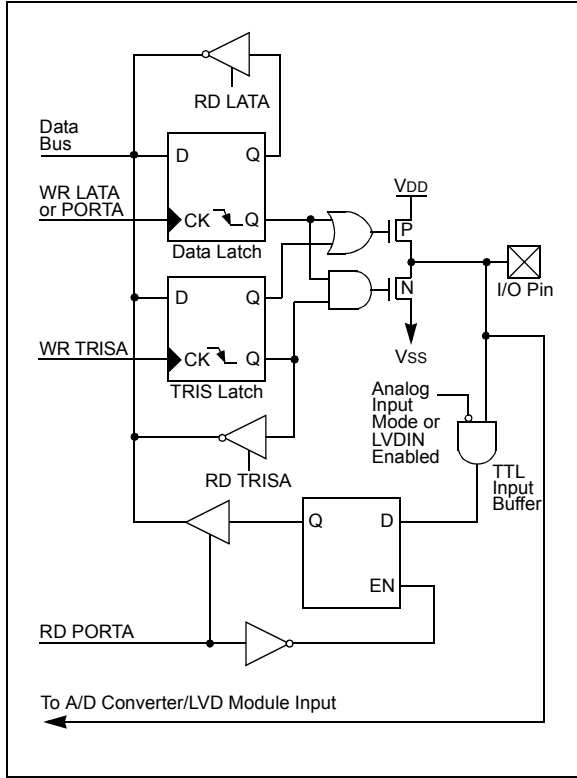 RD LATA
Data
Bus
D
Q
WR LATA
or PORTA
CK
Q
Data Latch
VDD
P
N
I/O Pin
VSS
D
Q
WR TRISA
CK
Q
TRIS Latch
Analog
Input
Mode or
LVDIN
Enabled
TTL
Input
Buffer
RD TRISA
Q
D
EN
RD PORTA
To A/D Converter/LVD Module Input